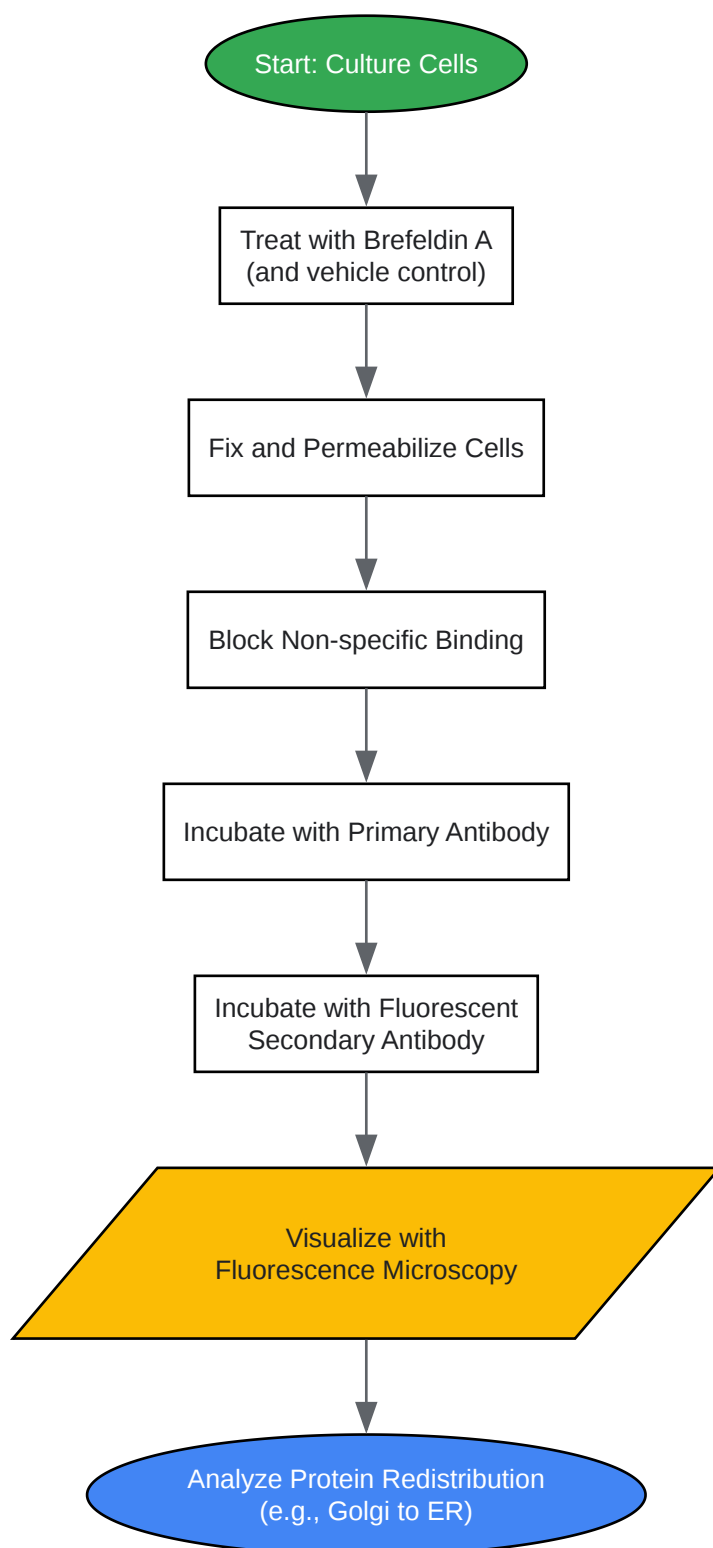 Start: Culture Cells
Treat with Brefeldin A
(and vehicle control)
Fix and Permeabilize Cells
Block Non-specific Binding
Incubate with Primary Antibody
Incubate with Fluorescent
Secondary Antibody
Visualize with
Fluorescence Microscopy
Analyze Protein Redistribution
(e.g., Golgi to ER)